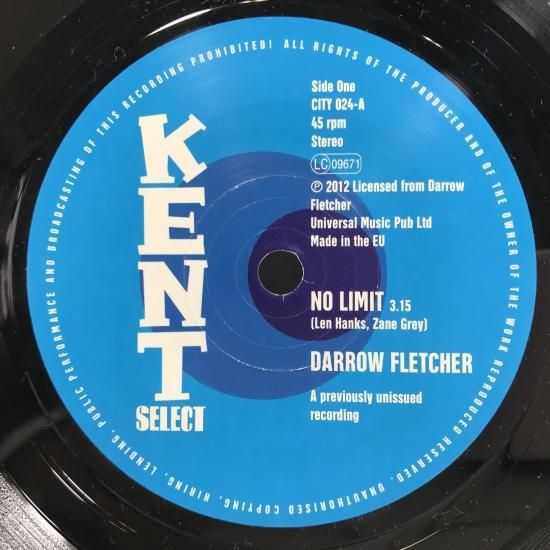 Side One
CITY 024-A
45 rpm
Stereo
LC 09671
℗ 2012 Licensed from Darrow
Fletcher
Universal Music Pub Ltd
Made in the EU
KENT
SELECT
NO LIMIT 3.15
(Len Hanks, Zane Grey)
DARROW FLETCHER
A previously unissued
recording
ALL RIGHTS OF THE PRODUCER AND OF THE OWNER OF THE WORK REPRODUCED RESERVED. UNAUTHORISED COPYING, HIRING, LENDING, PUBLIC PERFORMANCE AND BROADCASTING OF THIS RECORDING PROHIBITED!